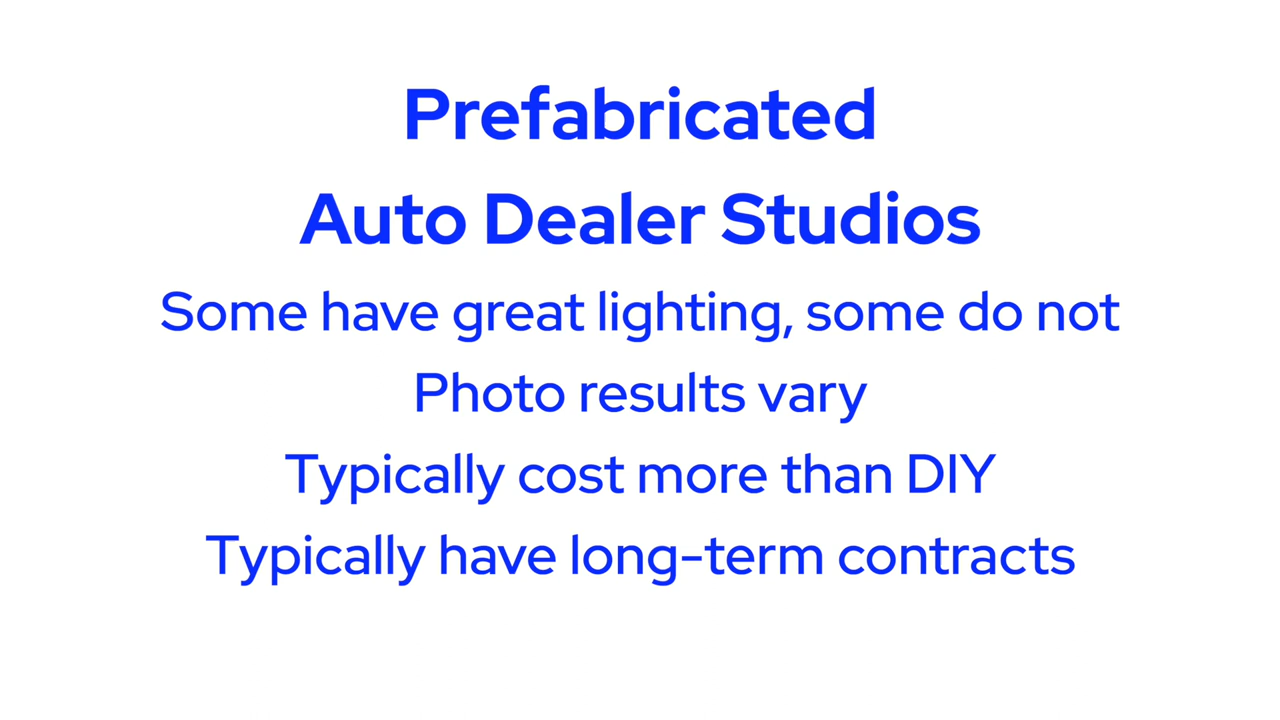 Prefabricated
Auto Dealer Studios
Some have great lighting, some do not
Photo results vary
Typically cost more than DIY
Typically have long-term contracts